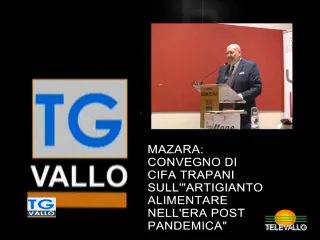 TG
VALLO
TG
VALLO
MAZARA:
CONVEGNO DI
CIFA TRAPANI
SULL'"ARTIGIANTO
ALIMENTARE
NELL'ERA POST
PANDEMICA"
TELEVALLO